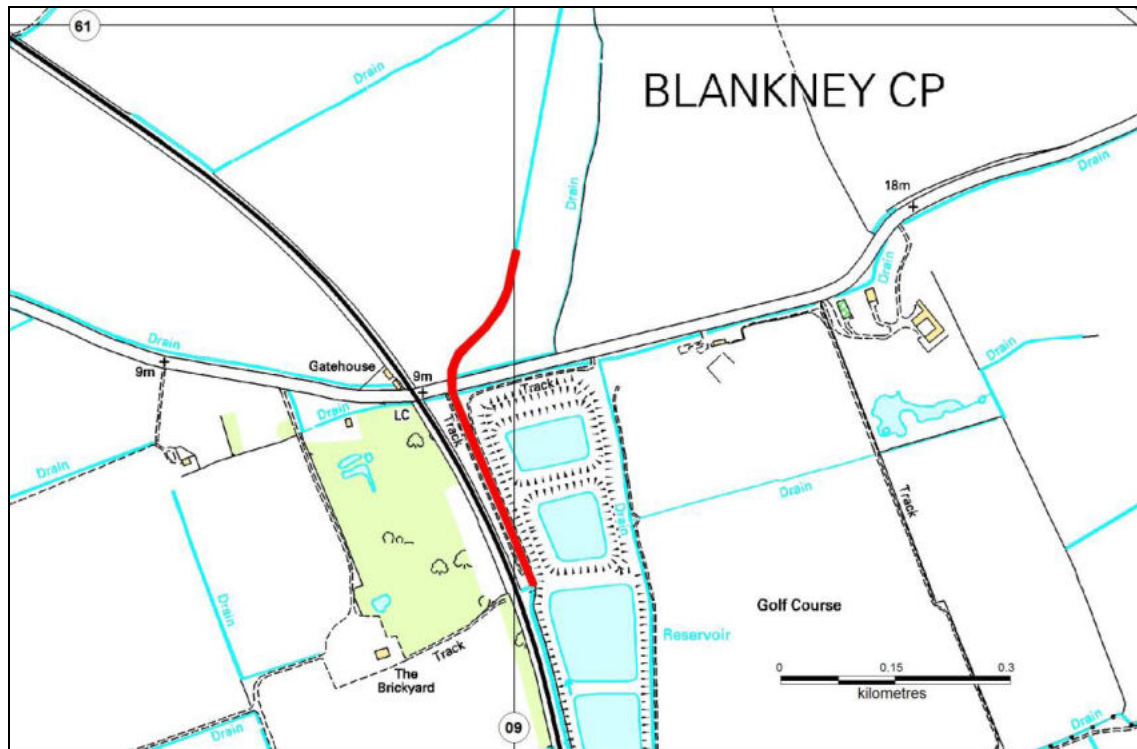 61
BLANKNEY CP
Drain
Drain
Drain
Drain
18m
Drain
Drain
Gatehouse
9m
9m
Track
Drain
LC
Track
Drain
Drain
Drain
Drain
Track
Drain
Golf Course
Reservoir
Track
The
Brickyard
0 0.15 0.3
kilometres
09
Drain